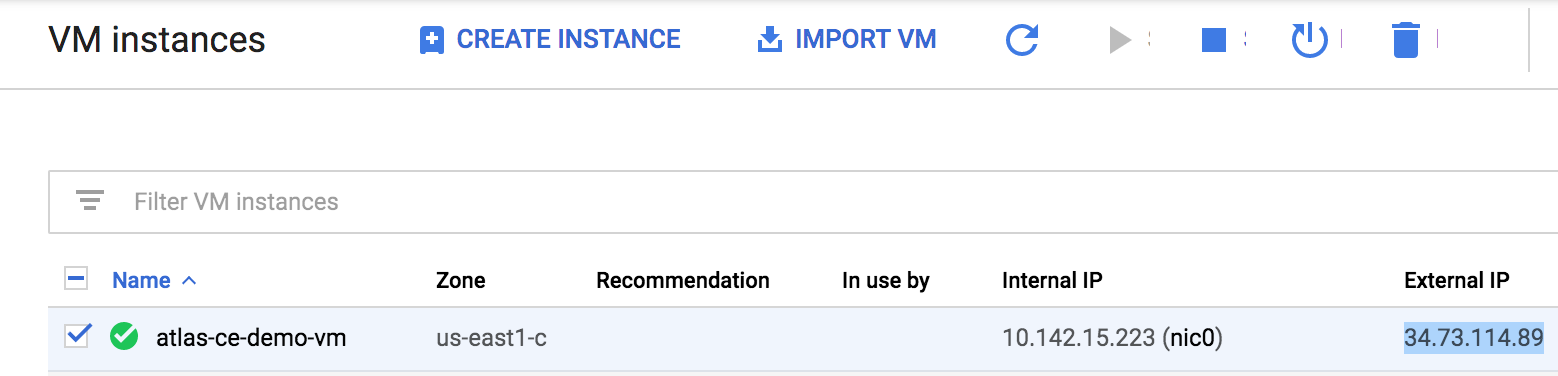 VM instances CREATE INSTANCE IMPORT VM
Filter VM instances
Name Zone Recommendation In use by Internal IP External IP
atlas-ce-demo-vm us-east1-c 10.142.15.223 (nic0) 34.73.114.89